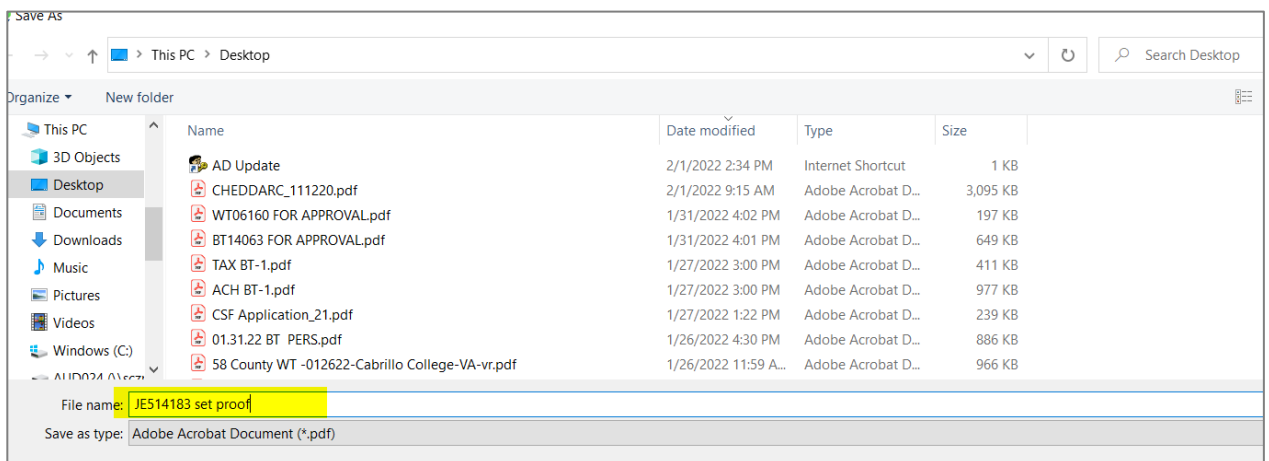 Save As
This PC > Desktop
Search Desktop
Organize
New folder
This PC
3D Objects
Desktop
Documents
Downloads
Music
Pictures
Videos
Windows (C:)
Name Date modified Type Size
AD Update 2/1/2022 2:34 PM Internet Shortcut 1 KB
CHEDDARC_111220.pdf 2/1/2022 9:15 AM Adobe Acrobat D... 3,095 KB
WT06160 FOR APPROVAL.pdf 1/31/2022 4:02 PM Adobe Acrobat D... 197 KB
BT14063 FOR APPROVAL.pdf 1/31/2022 4:01 PM Adobe Acrobat D... 649 KB
TAX BT-1.pdf 1/27/2022 3:00 PM Adobe Acrobat D... 411 KB
ACH BT-1.pdf 1/27/2022 3:00 PM Adobe Acrobat D... 977 KB
CSF Application_21.pdf 1/27/2022 1:22 PM Adobe Acrobat D... 239 KB
01.31.22 BT  PERS.pdf 1/26/2022 4:30 PM Adobe Acrobat D... 886 KB
58 County WT -012622-Cabrillo College-VA-vr.pdf 1/26/2022 11:59 A... Adobe Acrobat D... 966 KB
File name: JE514183 set proof
Save as type: Adobe Acrobat Document (*.pdf)